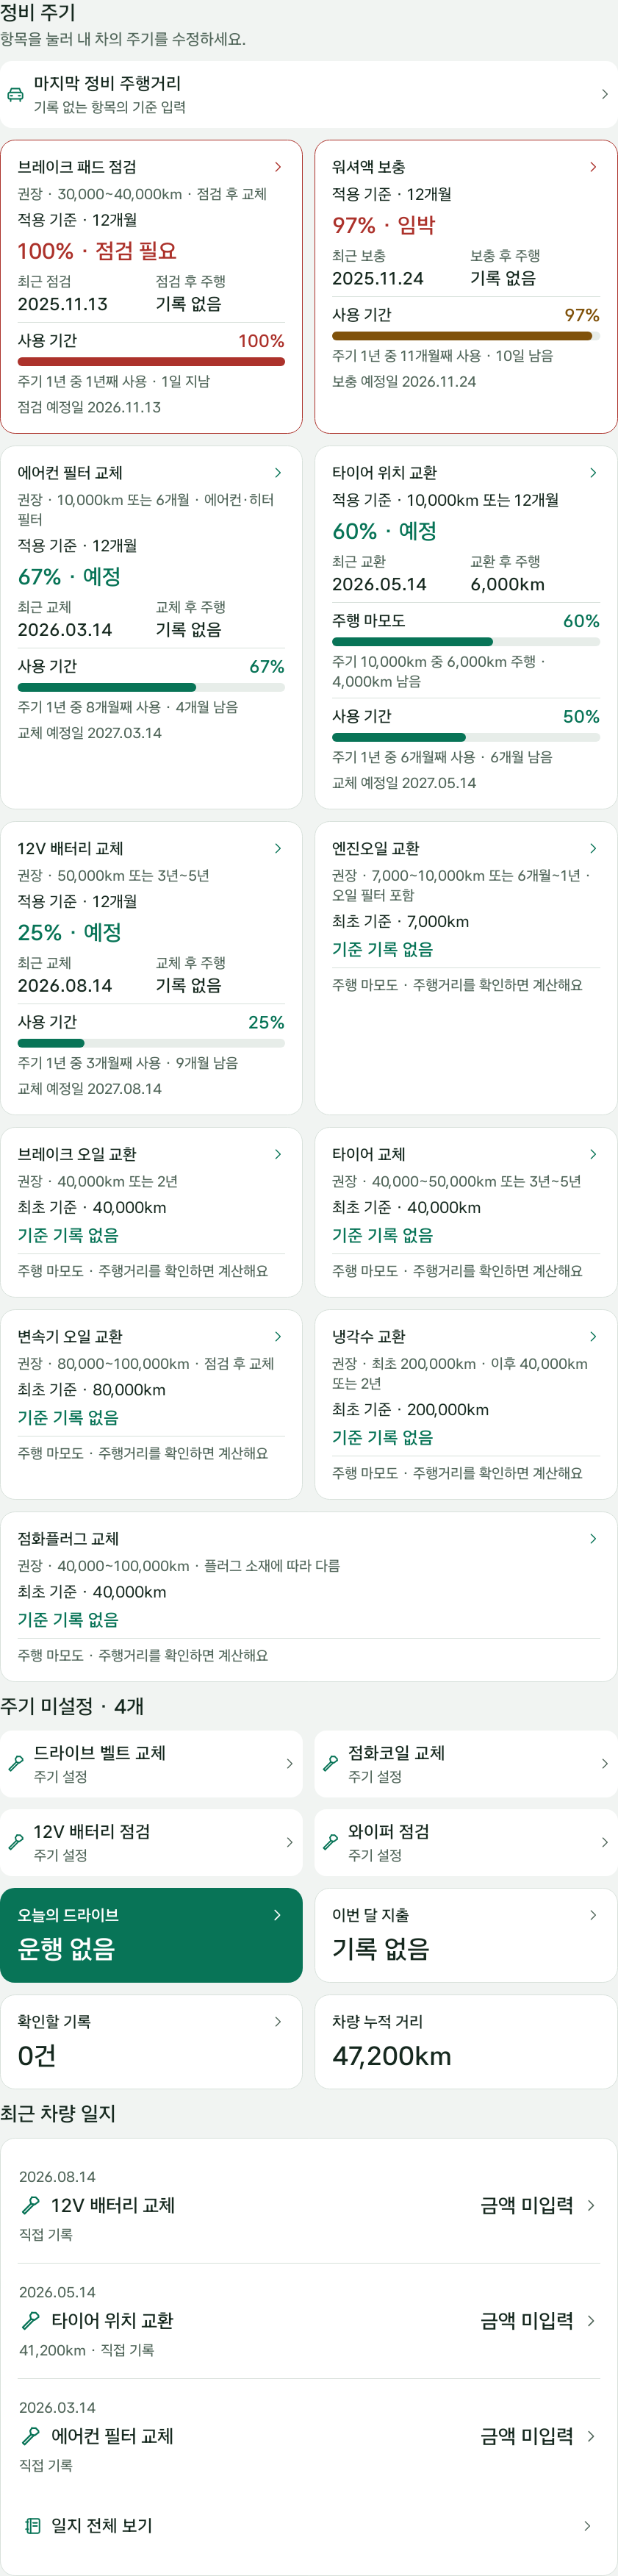 정비 주기
항목을 눌러 내 차의 주기를 수정하세요.
마지막 정비 주행거리
기록 없는 항목의 기준 입력
브레이크 패드 점검
권장 · 30,000~40,000km · 점검 후 교체
적용 기준 · 12개월
100% · 점검 필요
최근 점검 점검 후 주행
2025.11.13 기록 없음
사용 기간 100%
주기 1년 중 1년째 사용 · 1일 지남
점검 예정일 2026.11.13
워셔액 보충
적용 기준 · 12개월
97% · 임박
최근 보충 보충 후 주행
2025.11.24 기록 없음
사용 기간 97%
주기 1년 중 11개월째 사용 · 10일 남음
보충 예정일 2026.11.24
에어컨 필터 교체
권장 · 10,000km 또는 6개월 · 에어컨·히터
필터
적용 기준 · 12개월
67% · 예정
최근 교체 교체 후 주행
2026.03.14 기록 없음
사용 기간 67%
주기 1년 중 8개월째 사용 · 4개월 남음
교체 예정일 2027.03.14
타이어 위치 교환
적용 기준 · 10,000km 또는 12개월
60% · 예정
최근 교환 교환 후 주행
2026.05.14 6,000km
주행 마모도 60%
주기 10,000km 중 6,000km 주행 ·
4,000km 남음
사용 기간 50%
주기 1년 중 6개월째 사용 · 6개월 남음
교체 예정일 2027.05.14
12V 배터리 교체
권장 · 50,000km 또는 3년~5년
적용 기준 · 12개월
25% · 예정
최근 교체 교체 후 주행
2026.08.14 기록 없음
사용 기간 25%
주기 1년 중 3개월째 사용 · 9개월 남음
교체 예정일 2027.08.14
엔진오일 교환
권장 · 7,000~10,000km 또는 6개월~1년 ·
오일 필터 포함
최초 기준 · 7,000km
기준 기록 없음
주행 마모도 · 주행거리를 확인하면 계산해요
브레이크 오일 교환
권장 · 40,000km 또는 2년
최초 기준 · 40,000km
기준 기록 없음
주행 마모도 · 주행거리를 확인하면 계산해요
타이어 교체
권장 · 40,000~50,000km 또는 3년~5년
최초 기준 · 40,000km
기준 기록 없음
주행 마모도 · 주행거리를 확인하면 계산해요
변속기 오일 교환
권장 · 80,000~100,000km · 점검 후 교체
최초 기준 · 80,000km
기준 기록 없음
주행 마모도 · 주행거리를 확인하면 계산해요
냉각수 교환
권장 · 최초 200,000km · 이후 40,000km
또는 2년
최초 기준 · 200,000km
기준 기록 없음
주행 마모도 · 주행거리를 확인하면 계산해요
점화플러그 교체
권장 · 40,000~100,000km · 플러그 소재에 따라 다름
최초 기준 · 40,000km
기준 기록 없음
주행 마모도 · 주행거리를 확인하면 계산해요
주기 미설정 · 4개
드라이브 벨트 교체
주기 설정
점화코일 교체
주기 설정
12V 배터리 점검
주기 설정
와이퍼 점검
주기 설정
오늘의 드라이브
운행 없음
이번 달 지출
기록 없음
확인할 기록
0건
차량 누적 거리
47,200km
최근 차량 일지
2026.08.14
12V 배터리 교체 금액 미입력
직접 기록
2026.05.14
타이어 위치 교환 금액 미입력
41,200km · 직접 기록
2026.03.14
에어컨 필터 교체 금액 미입력
직접 기록
일지 전체 보기